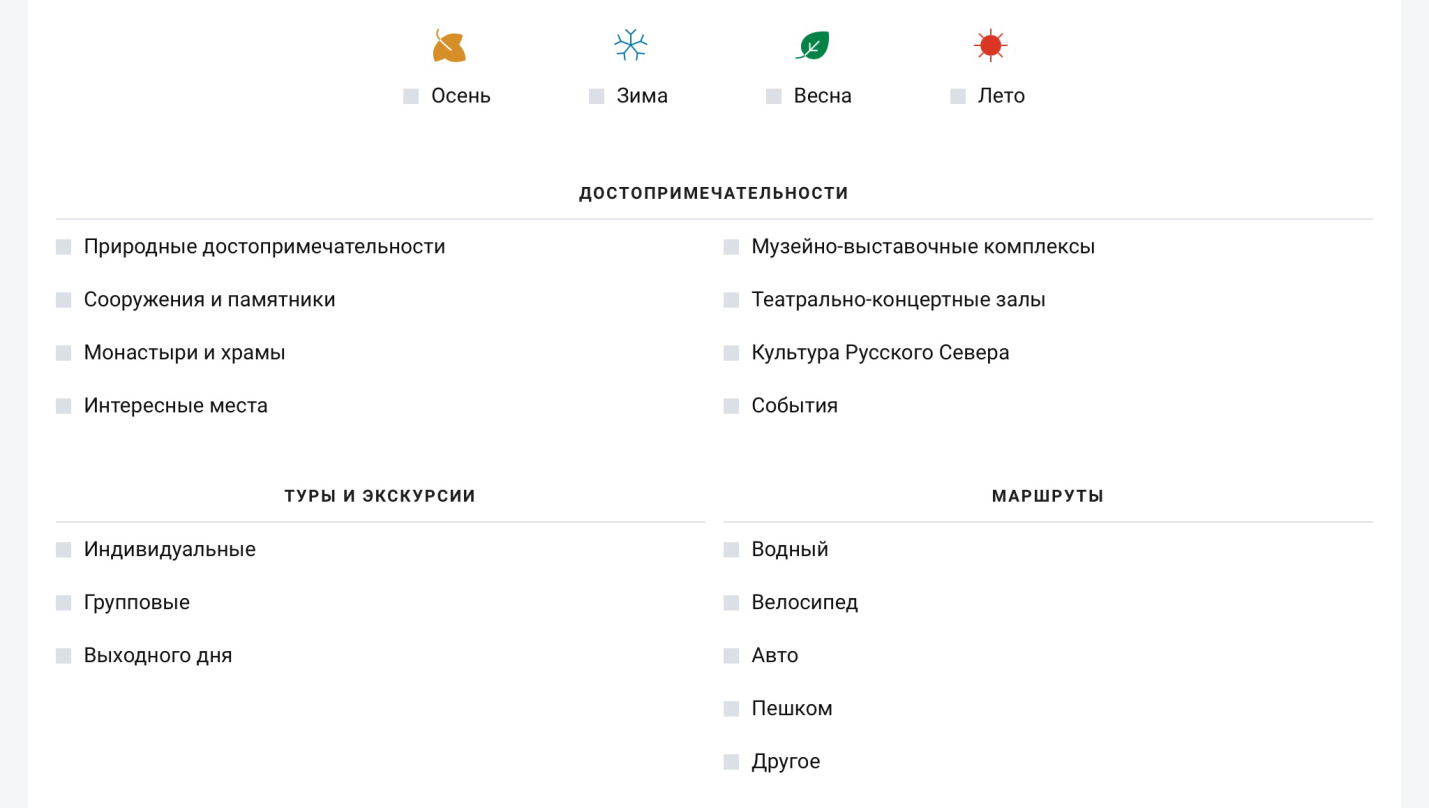 Осень
Зима
Весна
Лето
ДОСТОПРИМЕЧАТЕЛЬНОСТИ
Природные достопримечательности
Сооружения и памятники
Монастыри и храмы
Интересные места
Музейно-выставочные комплексы
Театрально-концертные залы
Культура Русского Севера
События
ТУРЫ И ЭКСКУРСИИ
Индивидуальные
Групповые
Выходного дня
МАРШРУТЫ
Водный
Велосипед
Авто
Пешком
Другое